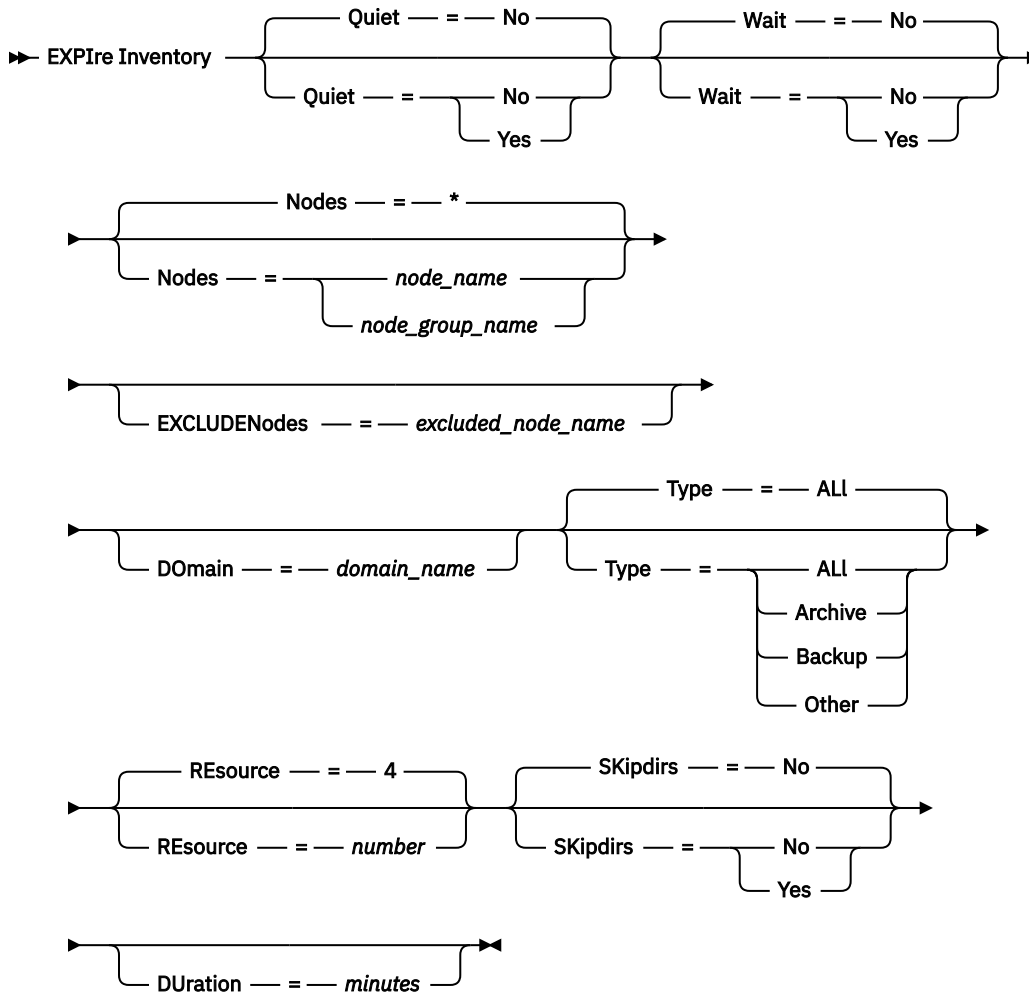 Quiet = No Wait = No
EXPIre Inventory
Quiet = No Wait = No
Yes Yes
Nodes = *
Nodes = node_name
node_group_name
EXCLUDENodes = excluded_node_name
Type = ALl
DOmain = domain_name Type = ALl
Archive
Backup
Other
REsource = 4 SKipdirs = No
REsource = number SKipdirs = No
Yes
DUration = minutes